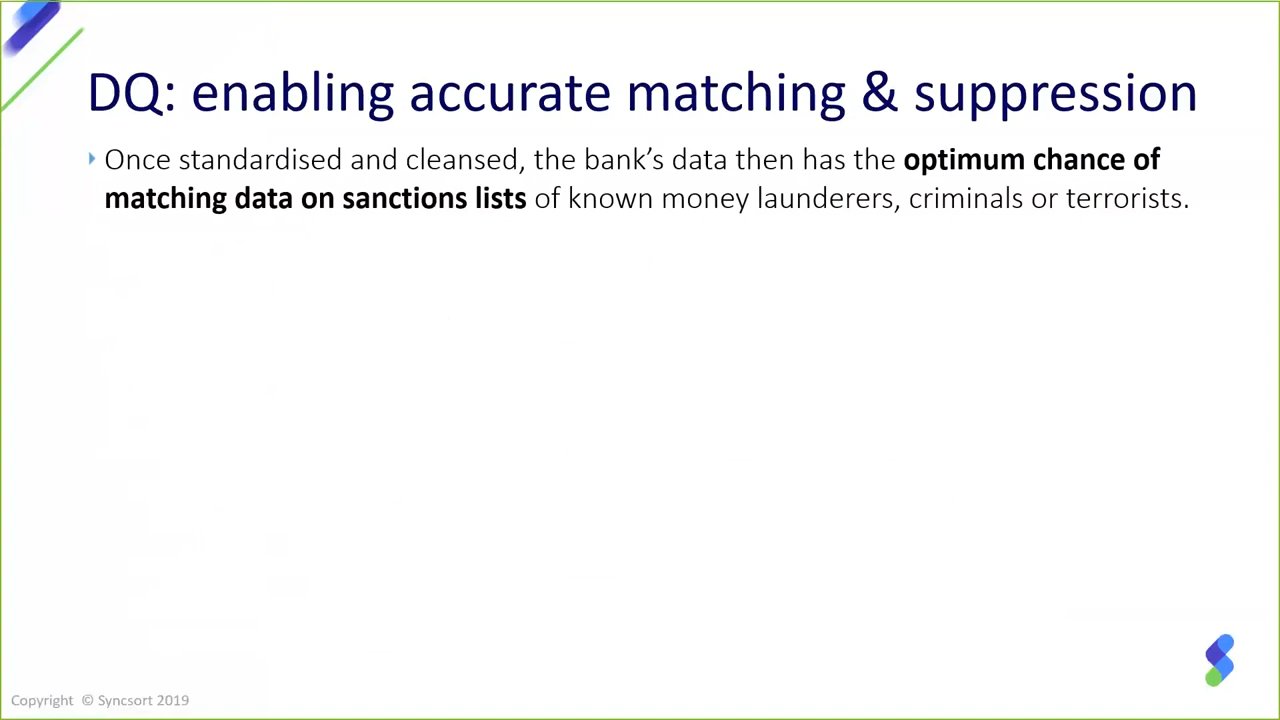 DQ: enabling accurate matching & suppression
Once standardised and cleansed, the bank’s data then has the optimum chance of
matching data on sanctions lists of known money launderers, criminals or terrorists.
Copyright © Syncsort 2019